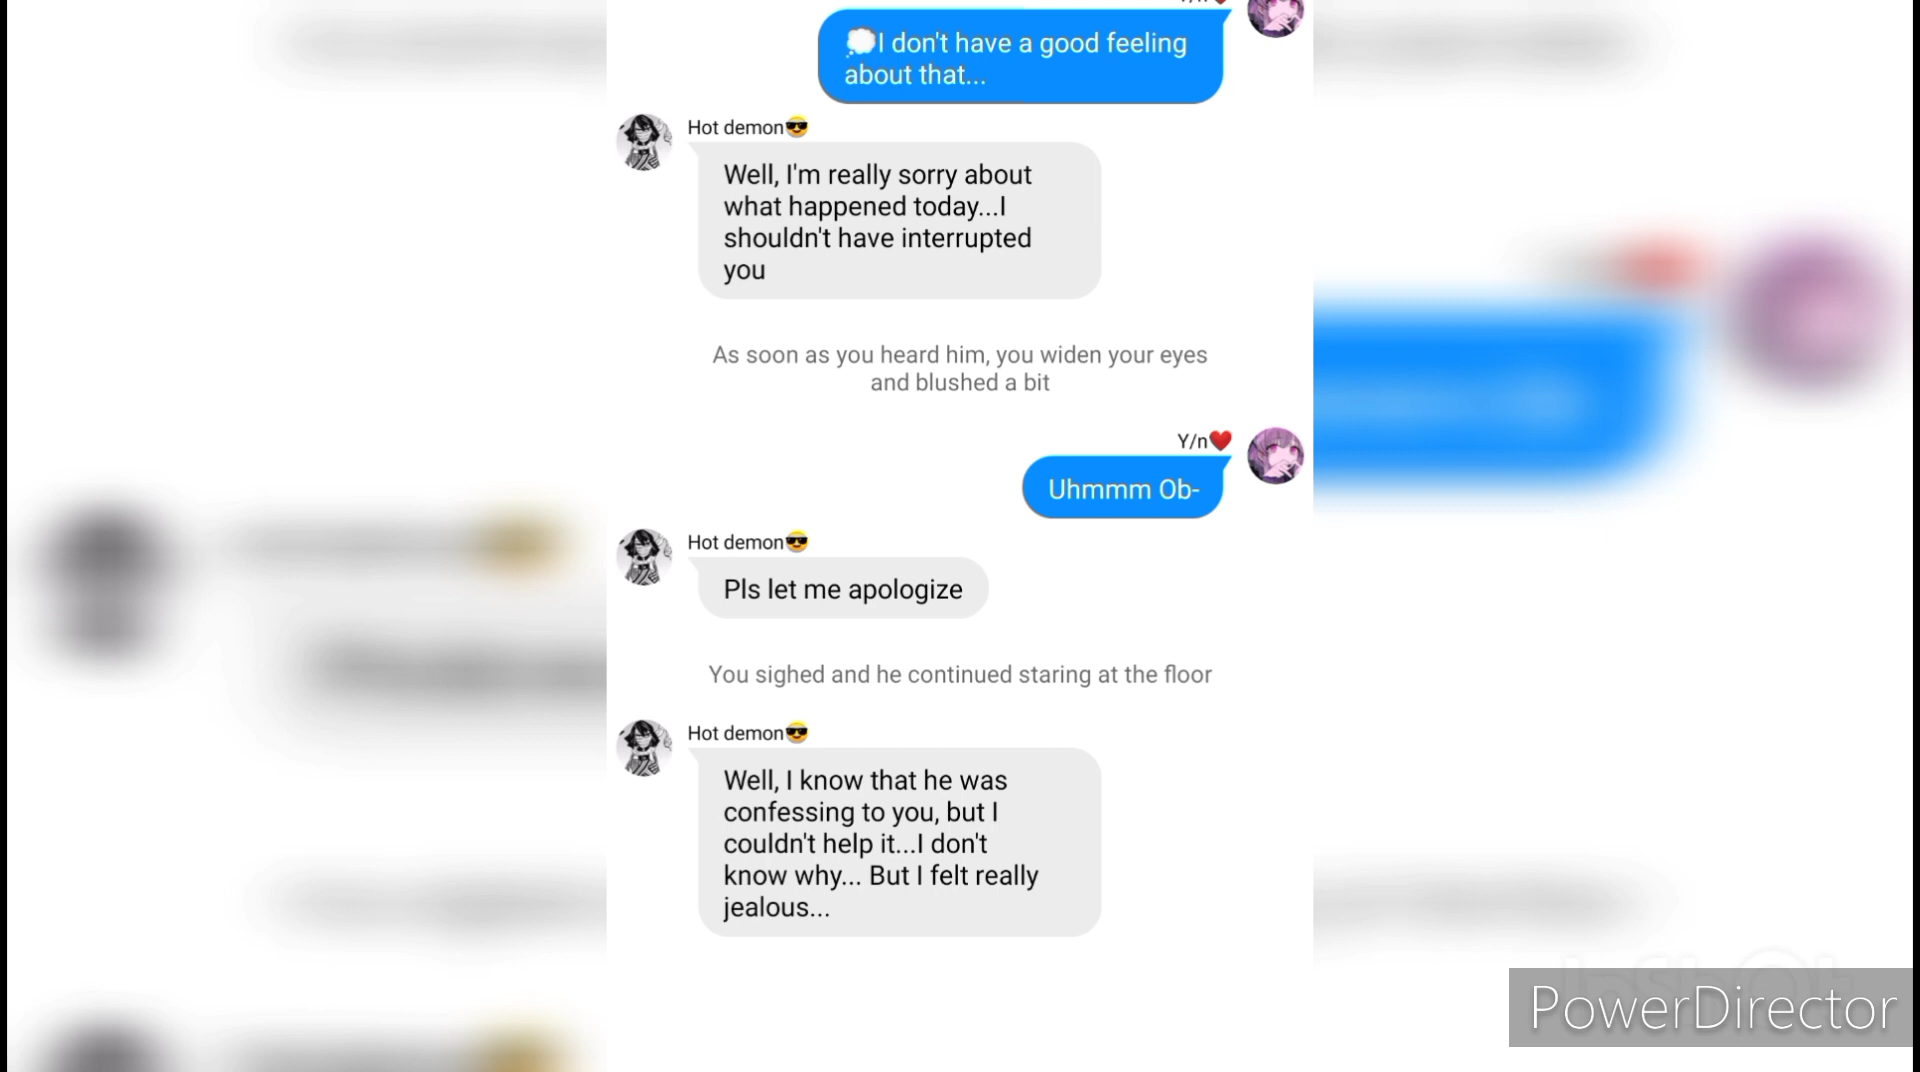 💭I don't have a good feeling
about that...
Hot demon😎
Well, I'm really sorry about
what happened today...I
shouldn't have interrupted
you
As soon as you heard him, you widen your eyes
and blushed a bit
Y/n❤️
Uhmmm Ob-
Hot demon😎
Pls let me apologize
You sighed and he continued staring at the floor
Hot demon😎
Well, I know that he was
confessing to you, but I
couldn't help it...I don't
know why... But I felt really
jealous...
PowerDirector